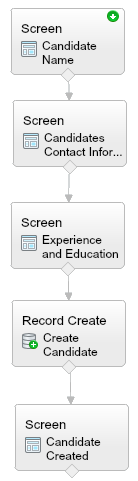 Screen
Candidate
Name
Screen
Candidates
Contact Infor...
Screen
Experience
and Education
Record Create
Create
Candidate
Screen
Candidate
Created